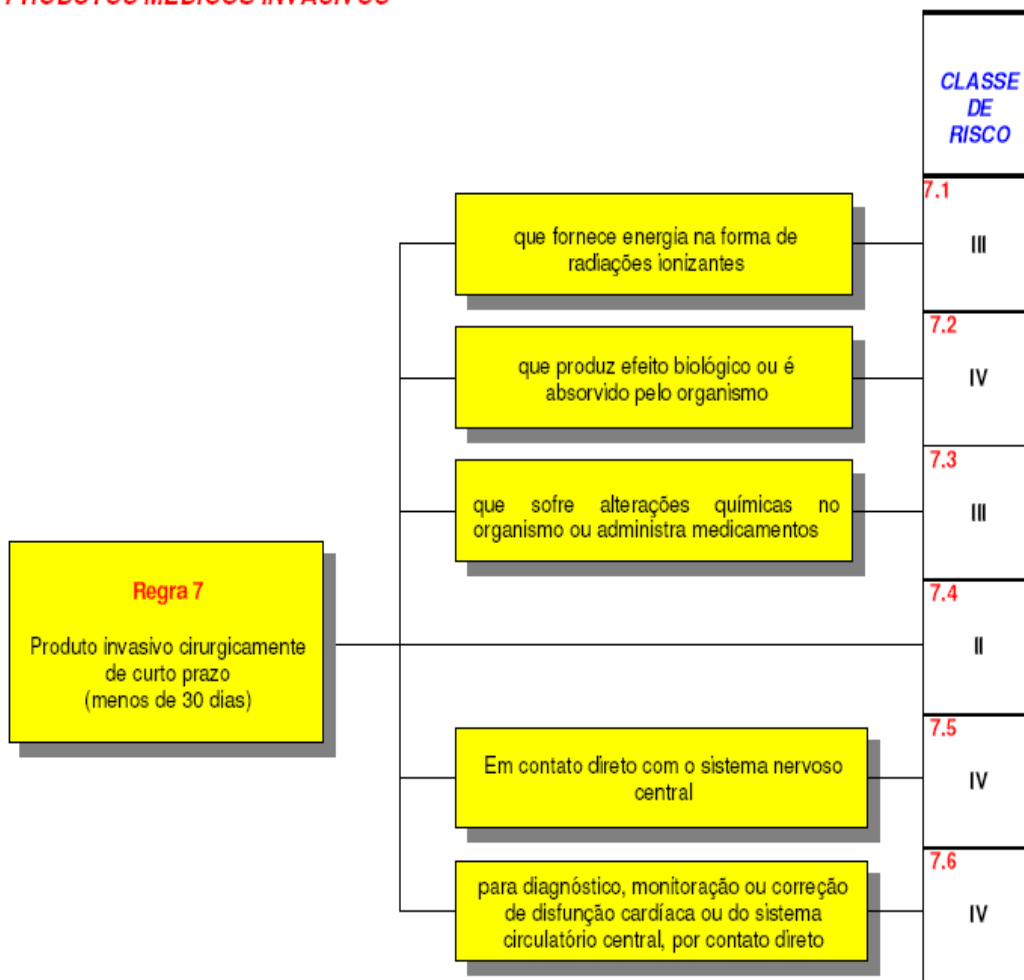 PRODUTOS MÉDICOS INVASIVOS
CLASSE
DE
RISCO
7.1
que fornece energia na forma de
radiações ionizantes
III
7.2
que produz efeito biológico ou é
absorvido pelo organismo
IV
7.3
que sofre alterações químicas no
organismo ou administra medicamentos
III
Regra 7
Produto invasivo cirurgicamente
de curto prazo
(menos de 30 dias)
7.4
II
7.5
Em contato direto com o sistema nervoso
central
IV
7.6
para diagnóstico, monitoração ou correção
de disfunção cardíaca ou do sistema
circulatório central, por contato direto
IV